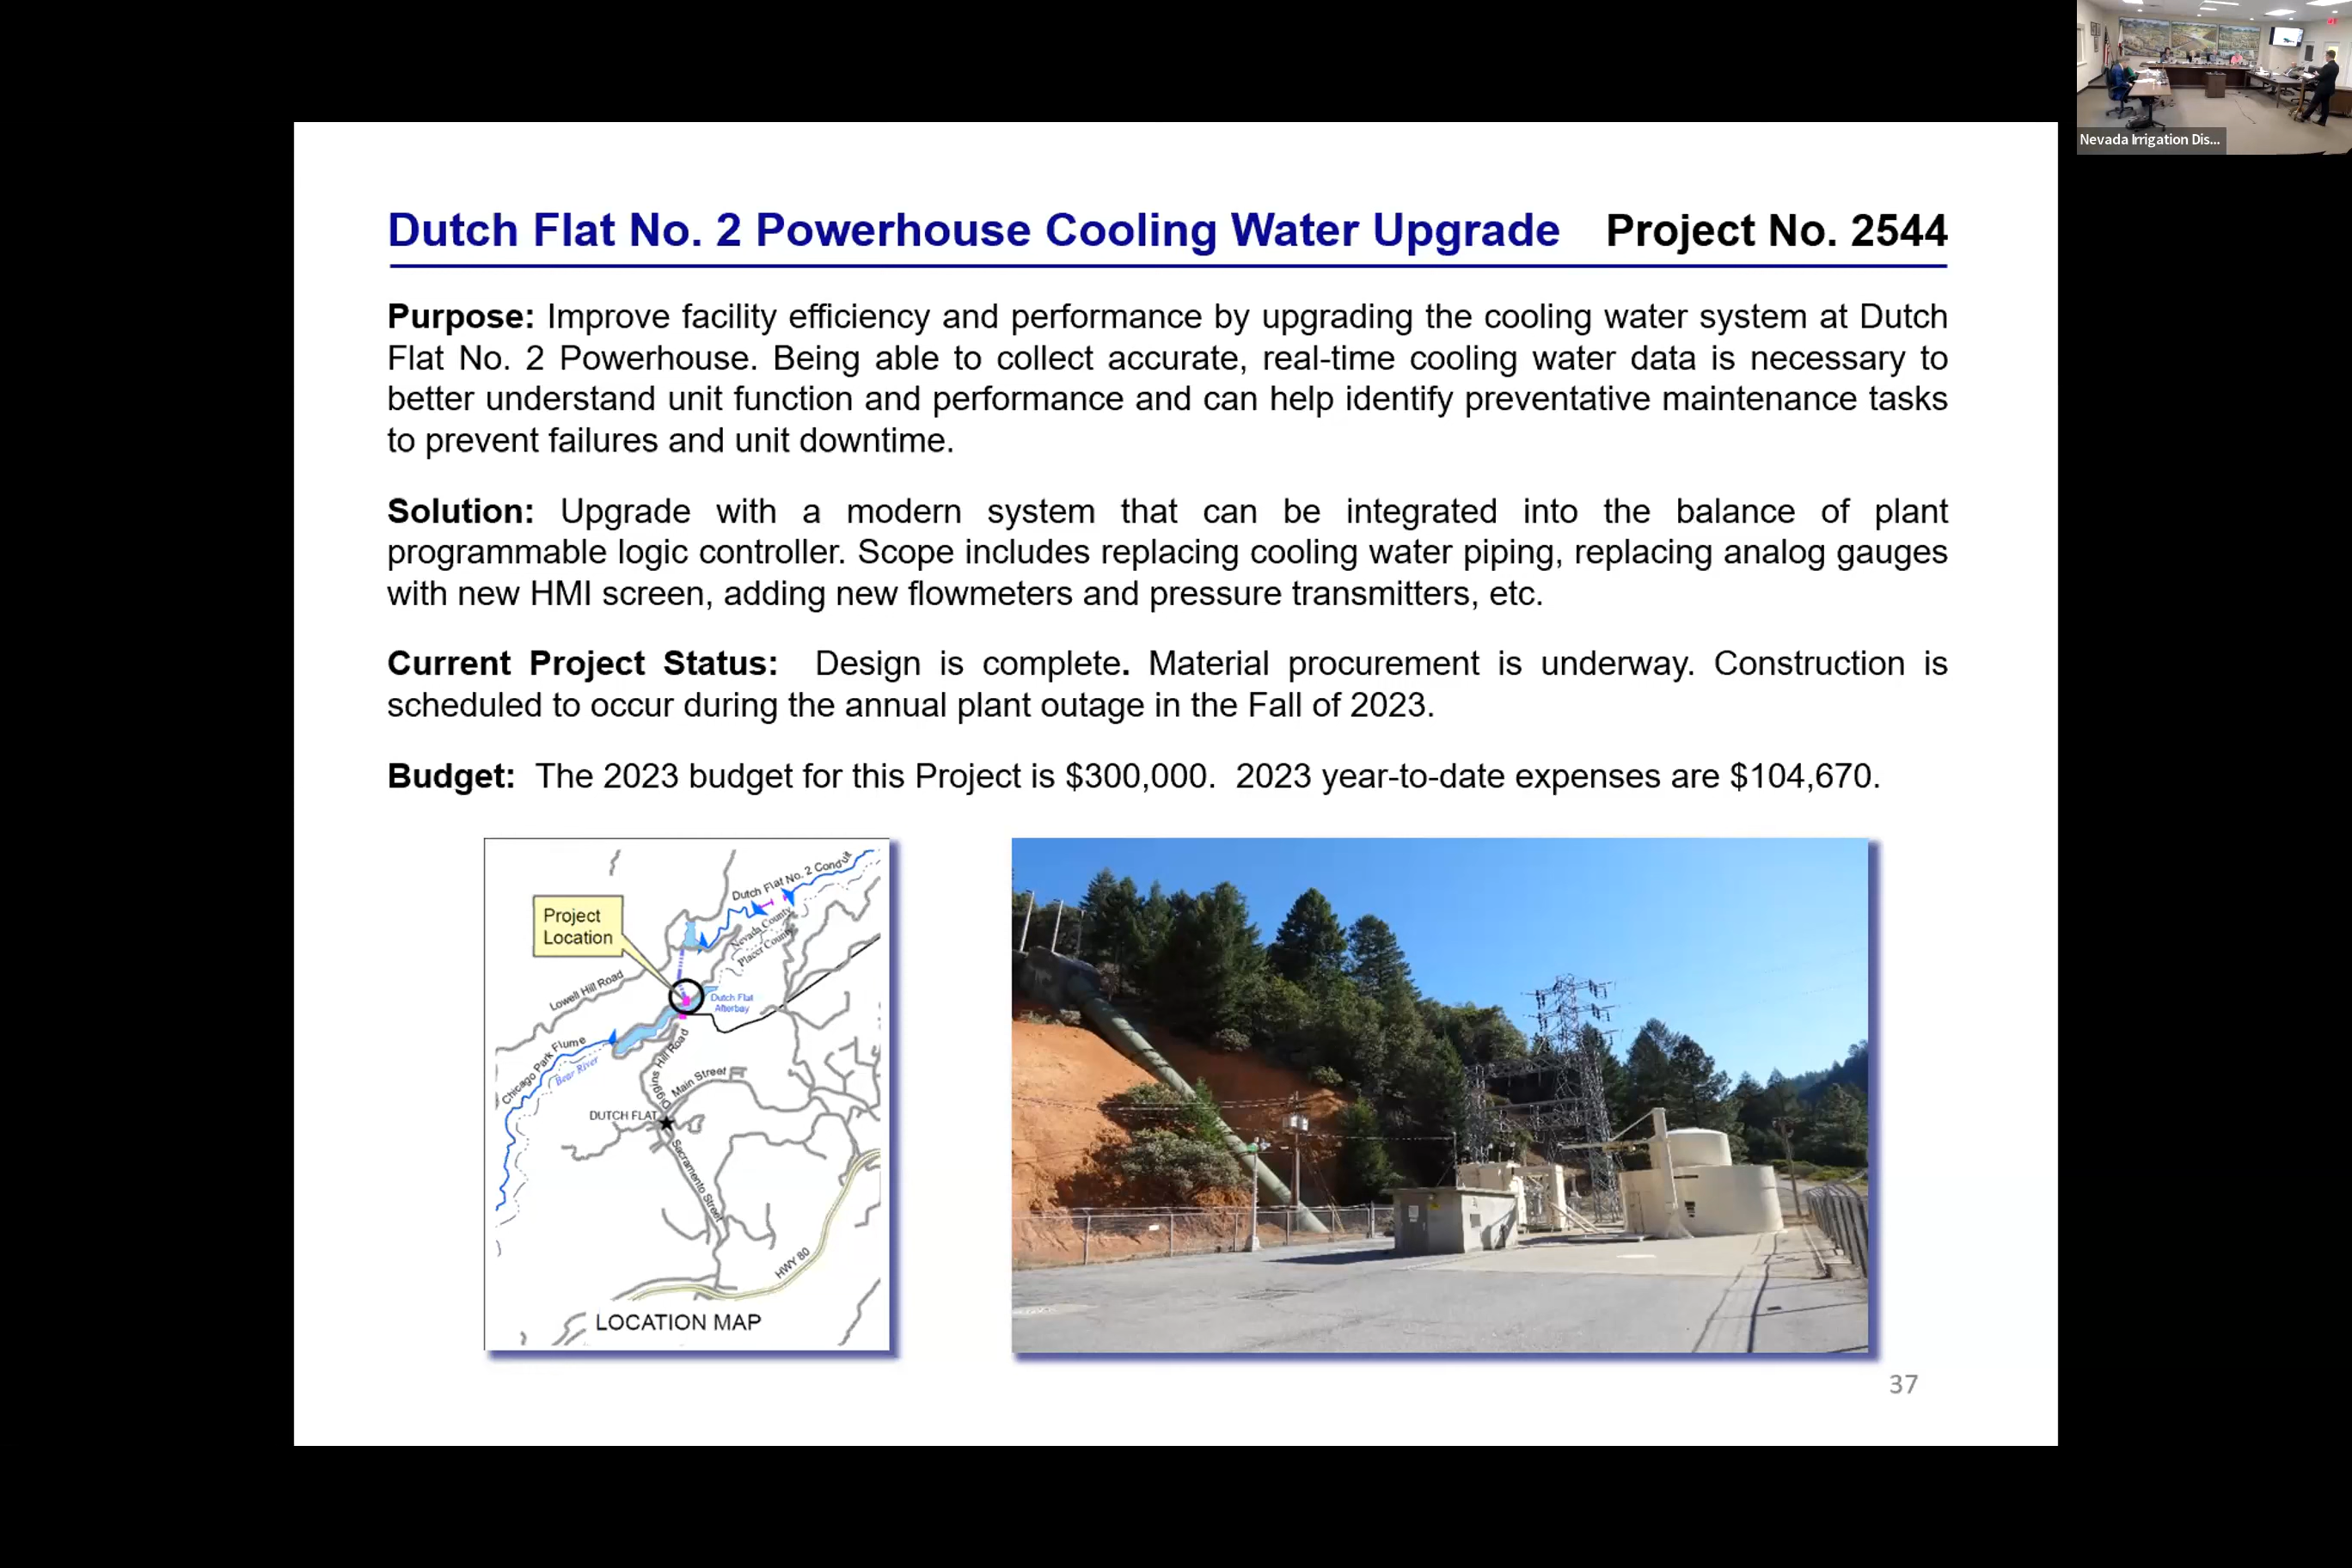 Nevada Irrigation Dis...
Dutch Flat No. 2 Powerhouse Cooling Water Upgrade Project No. 2544
Purpose: Improve facility efficiency and performance by upgrading the cooling water system at Dutch
Flat No. 2 Powerhouse. Being able to collect accurate, real-time cooling water data is necessary to
better understand unit function and performance and can help identify preventative maintenance tasks
to prevent failures and unit downtime.
Solution: Upgrade with a modern system that can be integrated into the balance of plant
programmable logic controller. Scope includes replacing cooling water piping, replacing analog gauges
with new HMI screen, adding new flowmeters and pressure transmitters, etc.
Current Project Status: Design is complete. Material procurement is underway. Construction is
scheduled to occur during the annual plant outage in the Fall of 2023.
Budget: The 2023 budget for this Project is $300,000. 2023 year-to-date expenses are $104,670.
Dutch Flat No. 2 Conduit
Project
Location
Nevada County
Placer County
Lowell Hill Road
Dutch Flat
Afterbay
Chicago Park Flume
Bear River
Diggins Hill Road
Main Street
DUTCH FLAT
Sacramento Street
HWY 80
LOCATION MAP
37